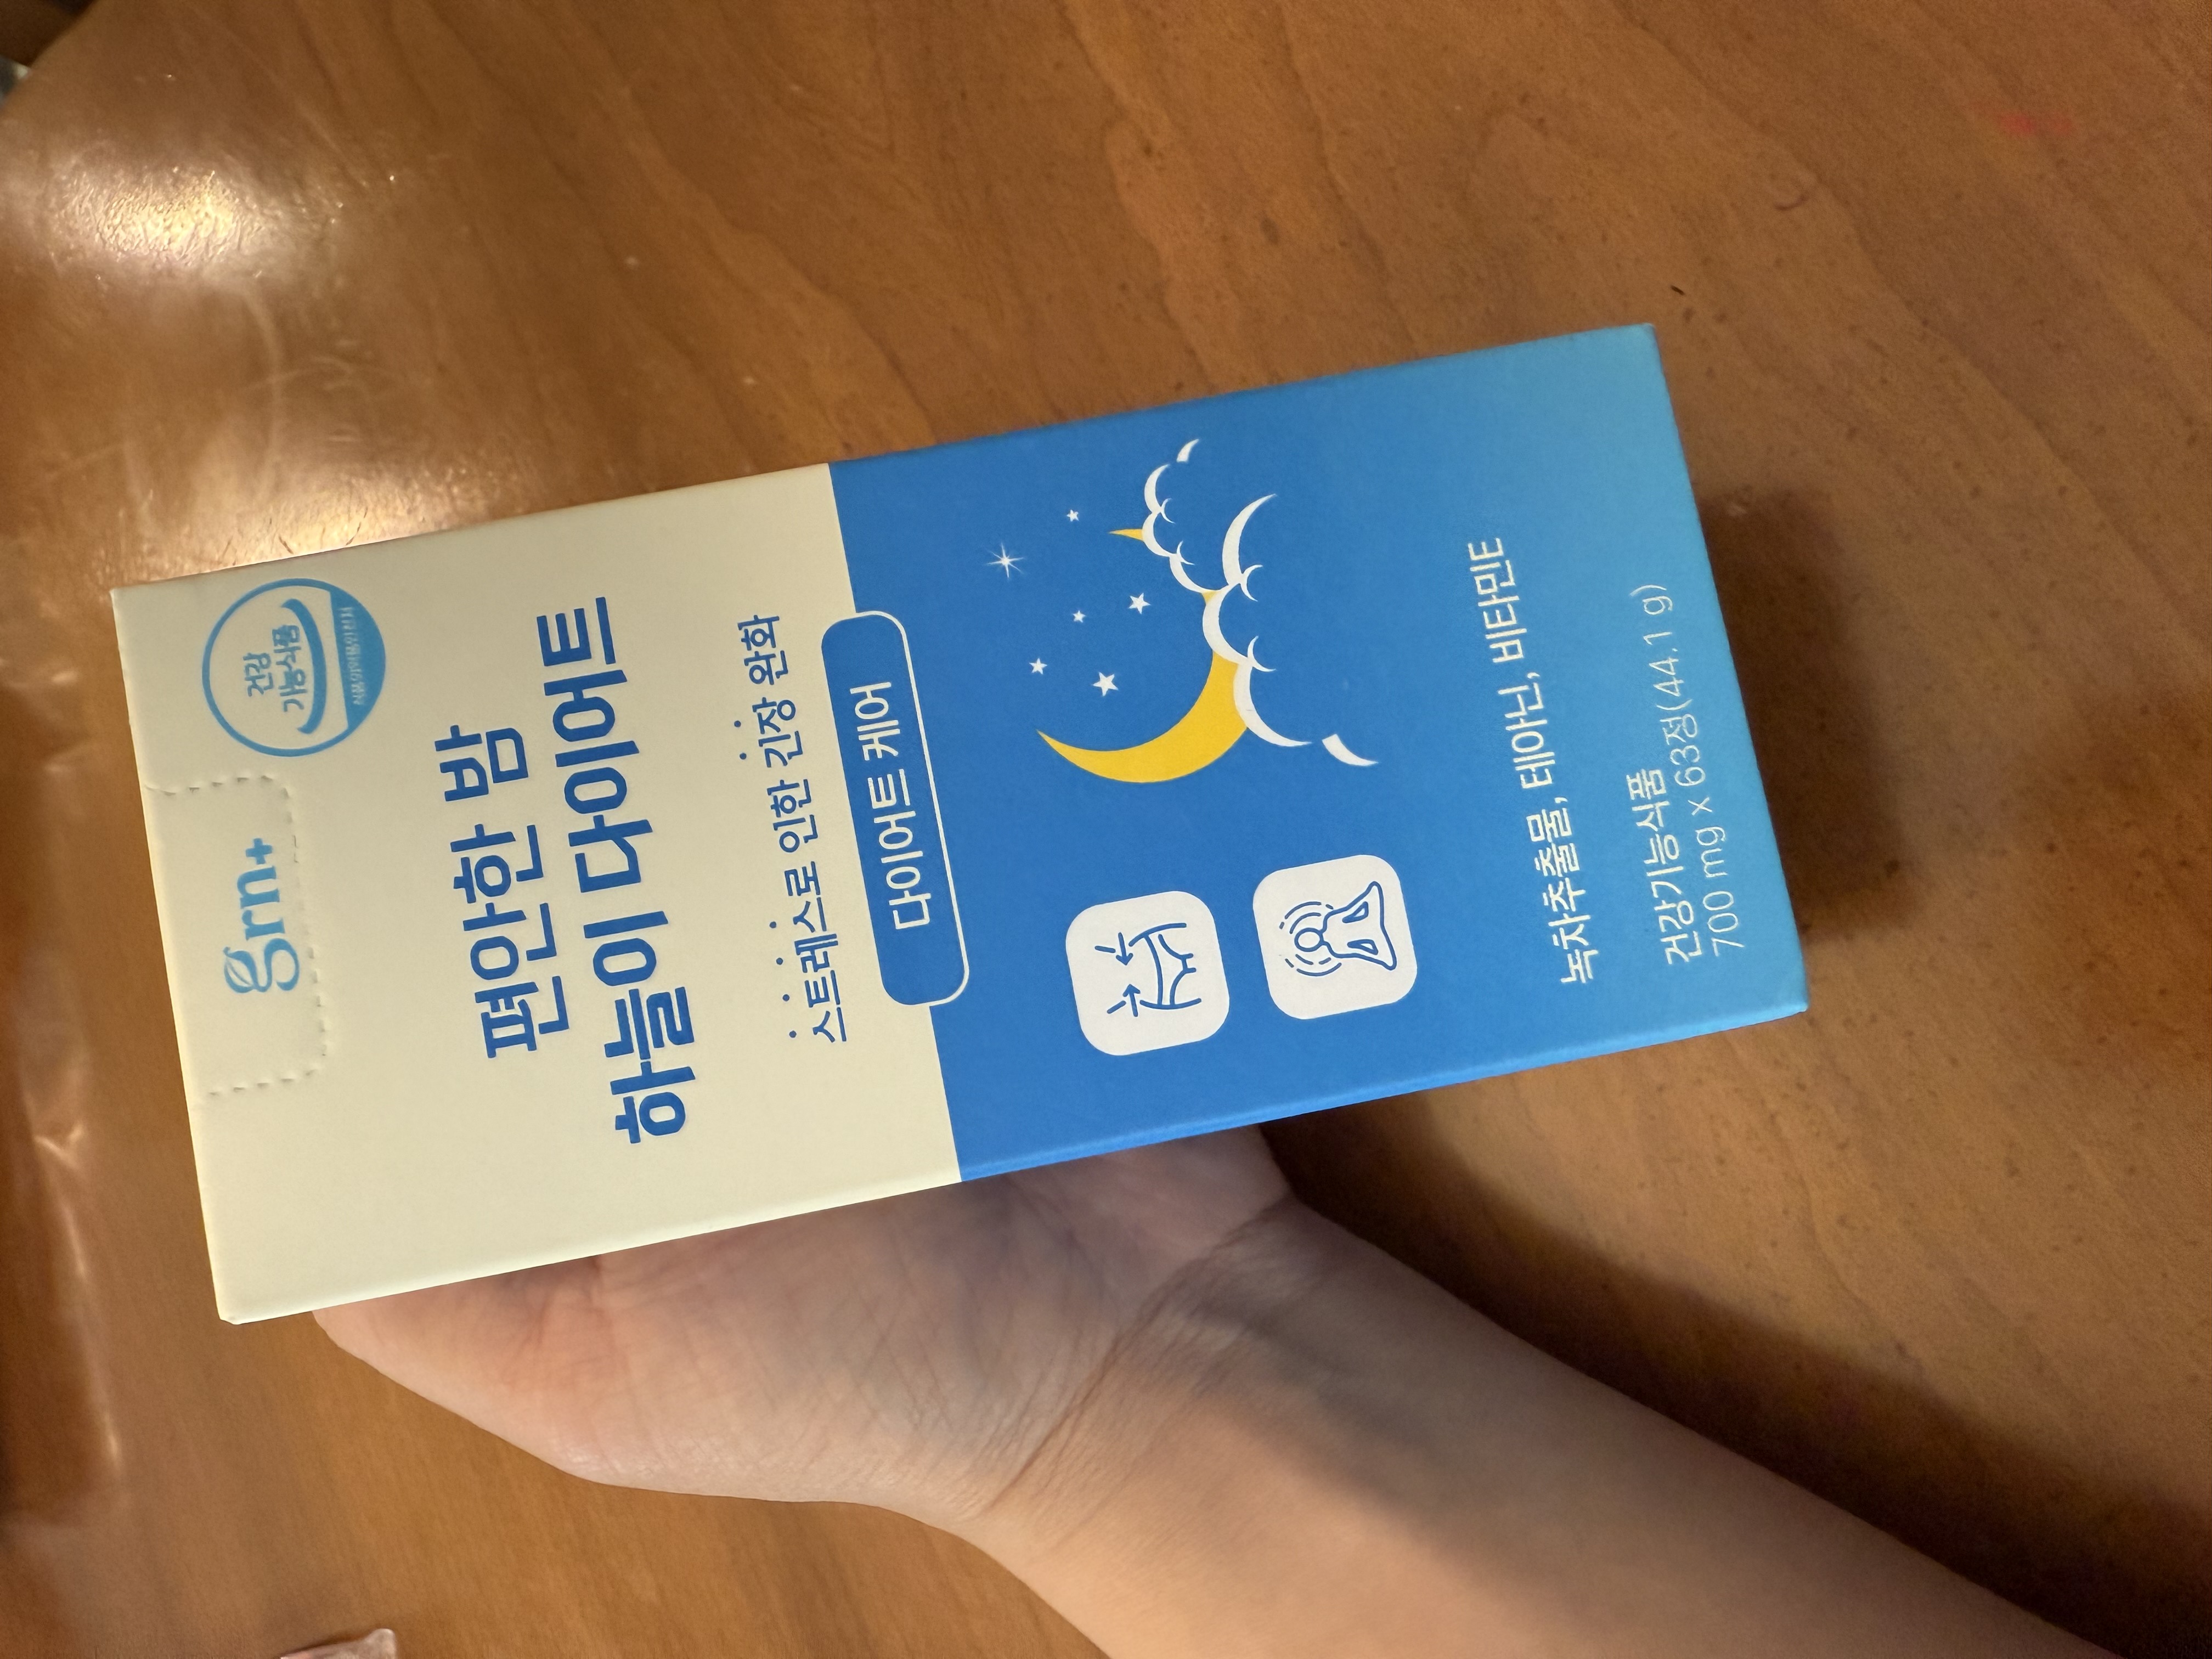 grn+
건강
기능식품
식품의약품안전처
편안한 밤
하늘이 다이어트
스트레스로 인한 긴장 완화
다이어트 케어
녹차추출물, 테아닌, 비타민E
건강기능식품
700 mg x 63정(44.1 g)